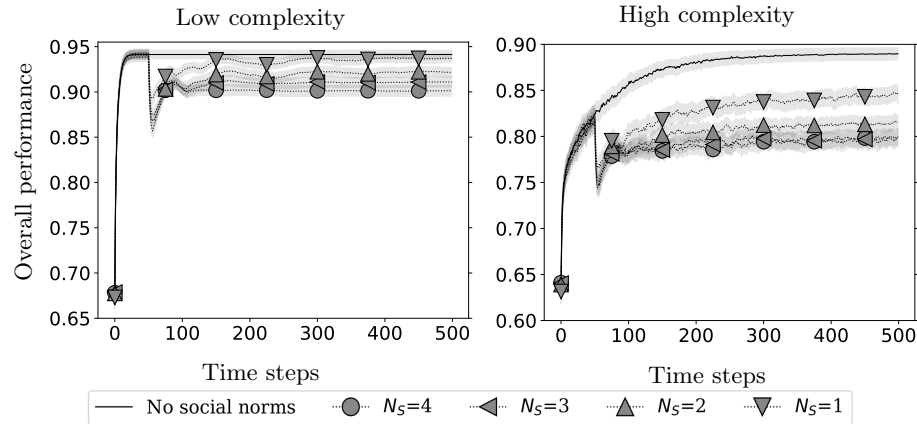 Low complexity
High complexity
Overall performance
0.95
0.90
0.85
0.80
0.75
0.70
0.65
0 100 200 300 400 500
Time steps
0.90
0.85
0.80
0.75
0.70
0.65
0.60
0 100 200 300 400 500
Time steps
No social norms N_S=4 N_S=3 N_S=2 N_S=1